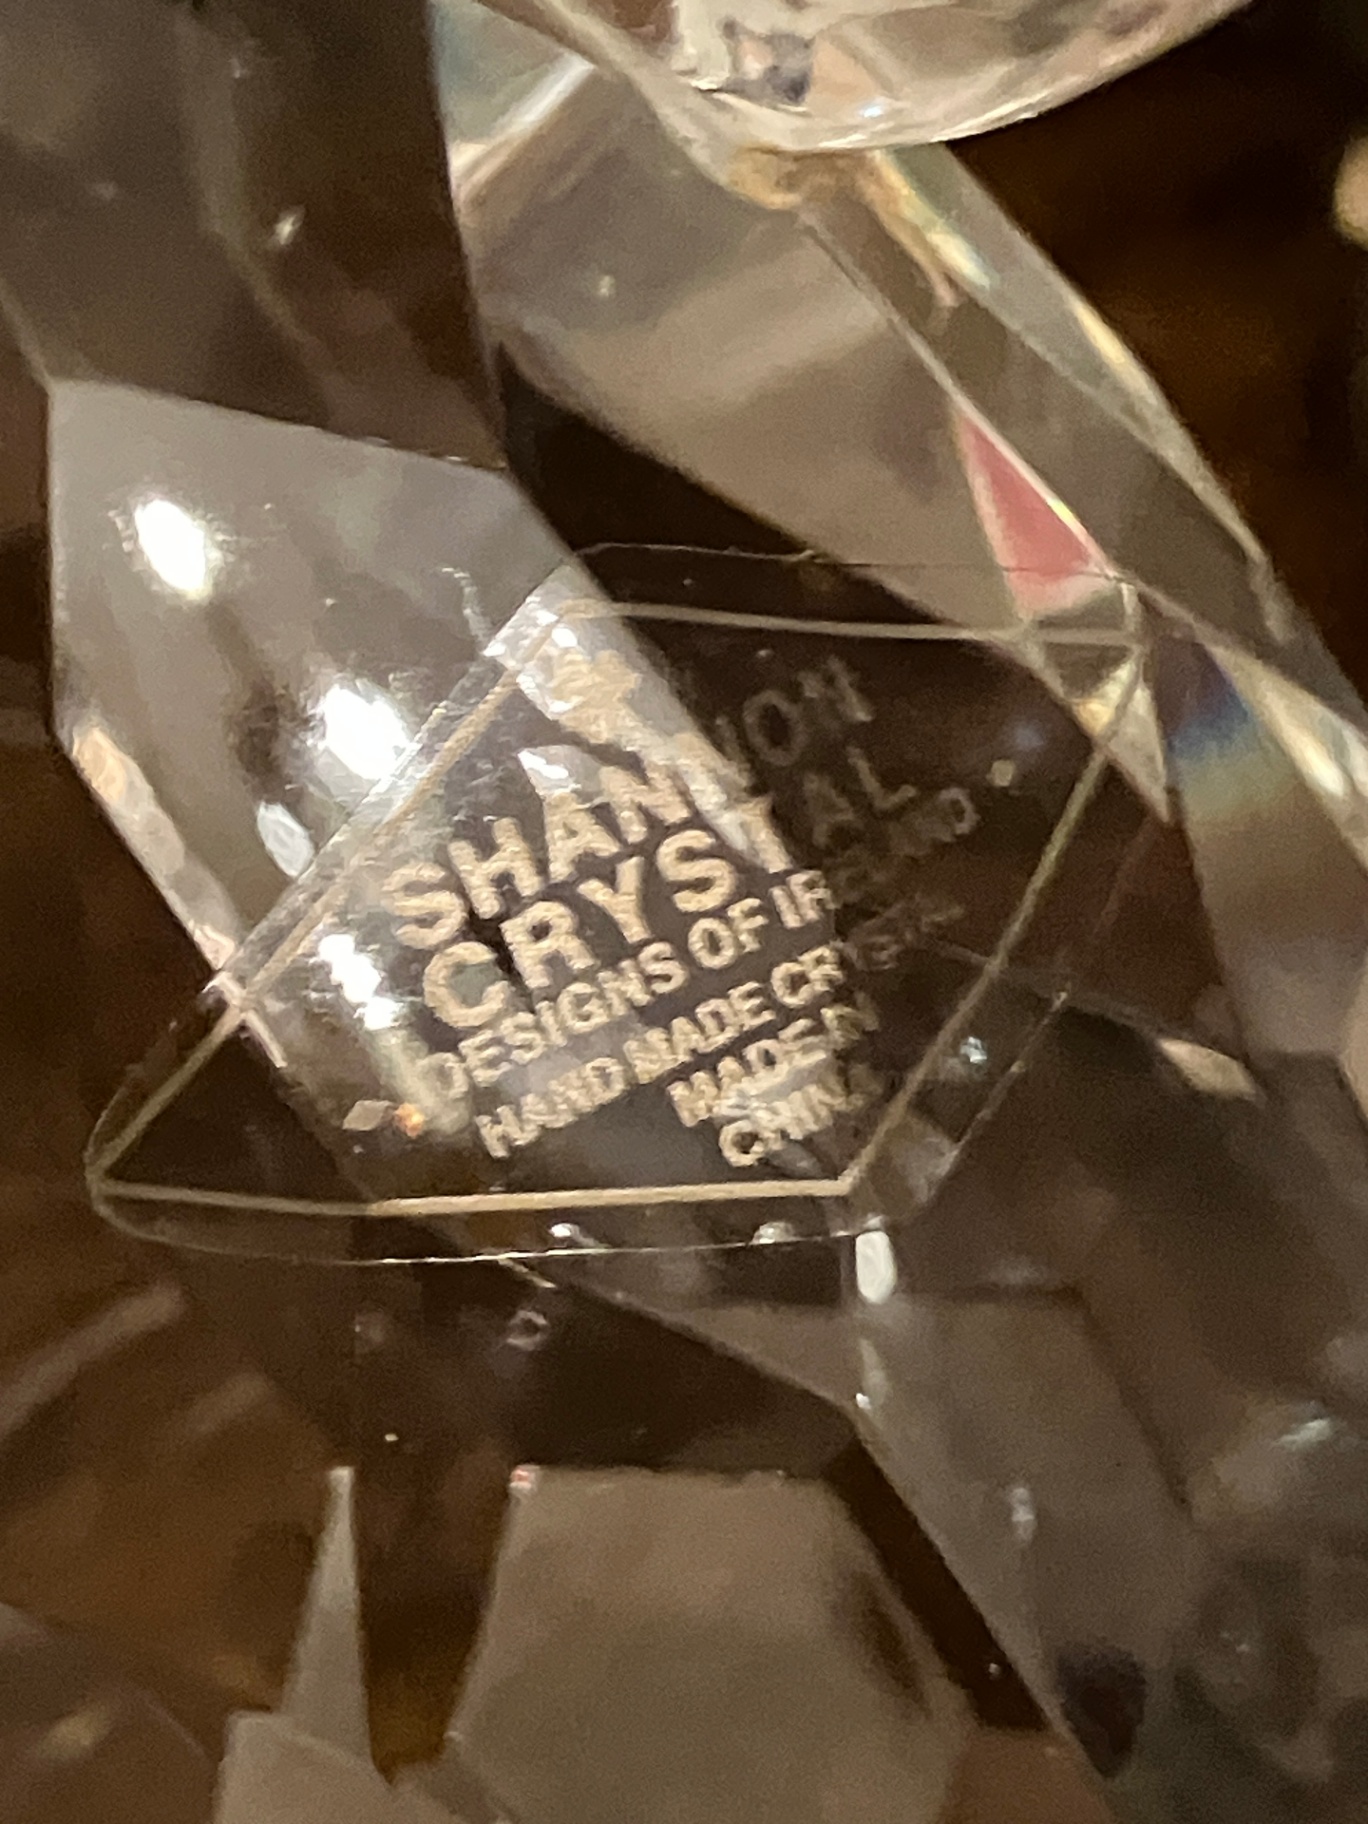 SHANNON
CRYSTAL
DESIGNS OF IRELAND
HAND MADE CRYSTAL
MADE IN
CHINA